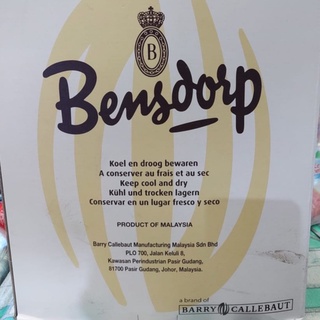 B
Bensdorp
Koel en droog bewaren
A conserver au frais et au sec
Keep cool and dry
Kühl und trocken lagern
Conservar en un lugar fresco y seco
PRODUCT OF MALAYSIA
Barry Callebaut Manufacturing Malaysia Sdn Bhd
PLO 700, Jalan Keluli 8,
Kawasan Perindustrian Pasir Gudang,
81700 Pasir Gudang, Johor, Malaysia.
a brand of
BARRY CALLEBAUT